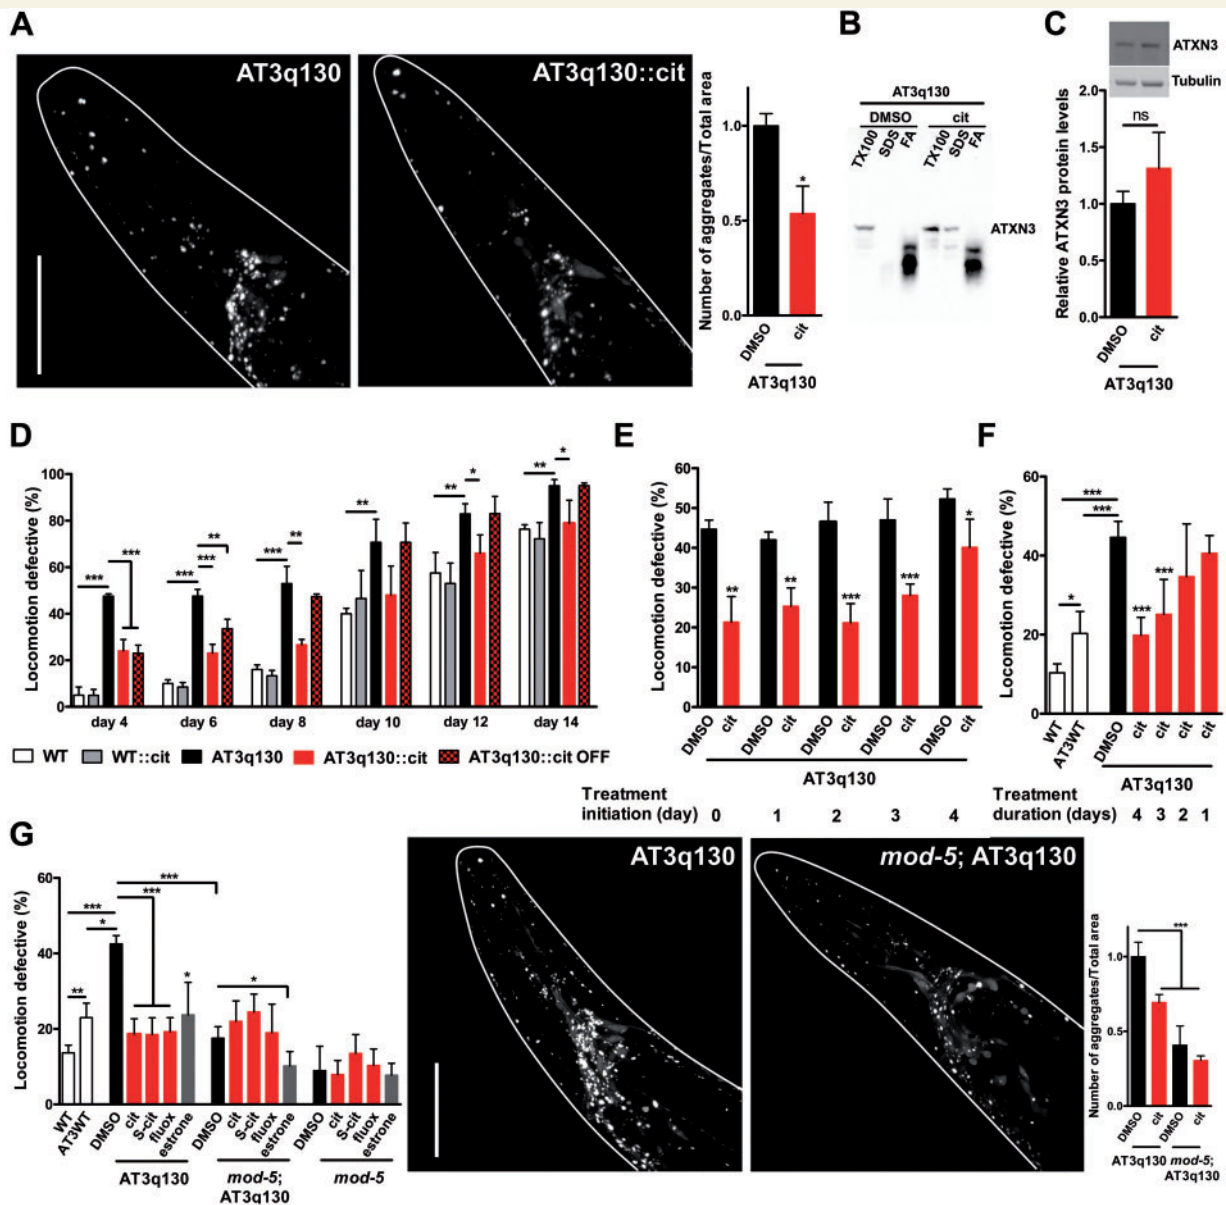 A
AT3q130
AT3q130::cit
Number of aggregates/Total area
1.0
0.5
0.0
DMSO
cit
AT3q130
B
AT3q130
DMSO
cit
TX100
SDS
FA
TX100
SDS
FA
ATXN3
C
ATXN3
Tubulin
Relative ATXN3 protein levels
2.0
1.5
1.0
0.5
0.0
ns
DMSO
cit
AT3q130
D
Locomotion defective (%)
100
80
60
40
20
0
***
***
***
***
**
***
**
**
**
*
**
*
day 4
day 6
day 8
day 10
day 12
day 14
WT
WT::cit
AT3q130
AT3q130::cit
AT3q130::cit OFF
E
Locomotion defective (%)
60
50
40
30
20
10
0
**
**
***
***
*
DMSO
cit
DMSO
cit
DMSO
cit
DMSO
cit
DMSO
cit
AT3q130
Treatment
initiation (day) 0 1 2 3 4
F
Locomotion defective (%)
60
40
20
0
***
***
*
***
***
WT
AT3WT
DMSO
cit
cit
cit
cit
AT3q130
Treatment
duration (days) 4 3 2 1
G
Locomotion defective (%)
60
40
20
0
***
***
***
*
**
*
*
WT
AT3WT
DMSO
cit
S-cit
fluox
estrone
DMSO
cit
S-cit
fluox
estrone
DMSO
cit
S-cit
fluox
estrone
AT3q130
mod-5;
AT3q130
mod-5
AT3q130
mod-5; AT3q130
Number of aggregates/Total area
1.0
0.5
0.0
***
DMSO
cit
DMSO
cit
AT3q130
mod-5;
AT3q130